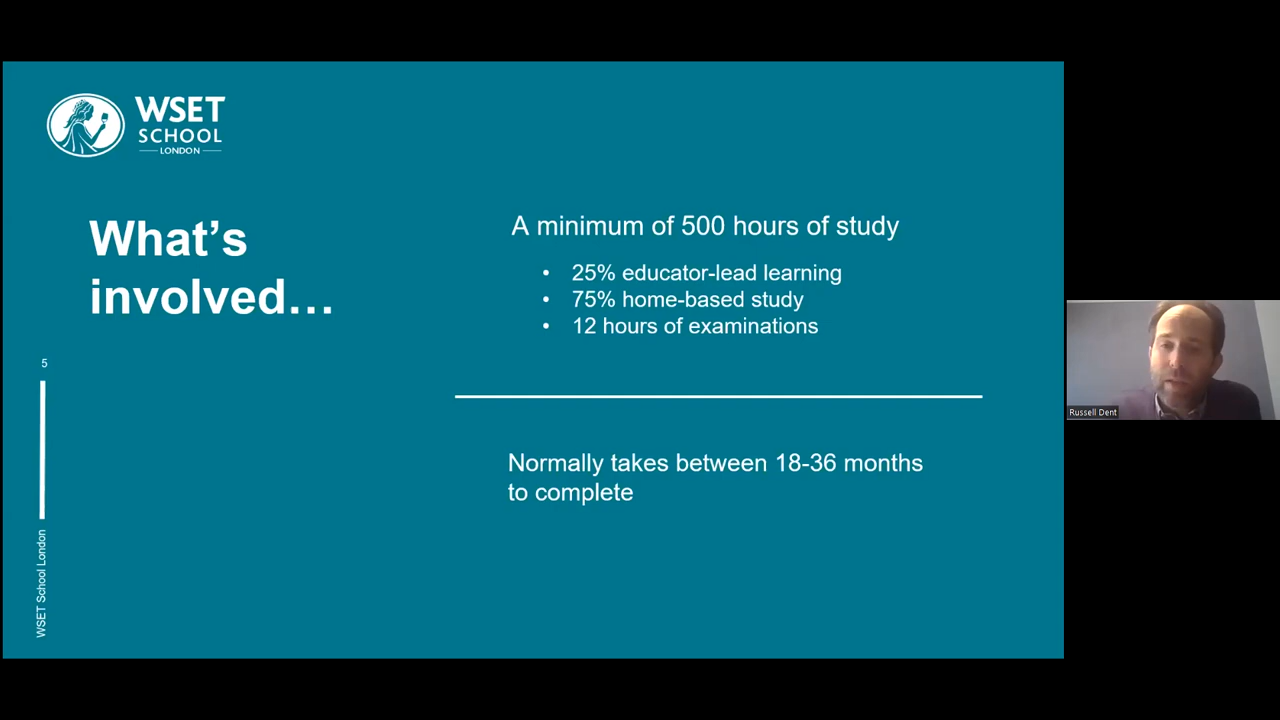 WSET
SCHOOL
LONDON
What’s
involved…
A minimum of 500 hours of study
• 25% educator-lead learning
• 75% home-based study
• 12 hours of examinations
5
Normally takes between 18-36 months
to complete
WSET School London
Russell Dent